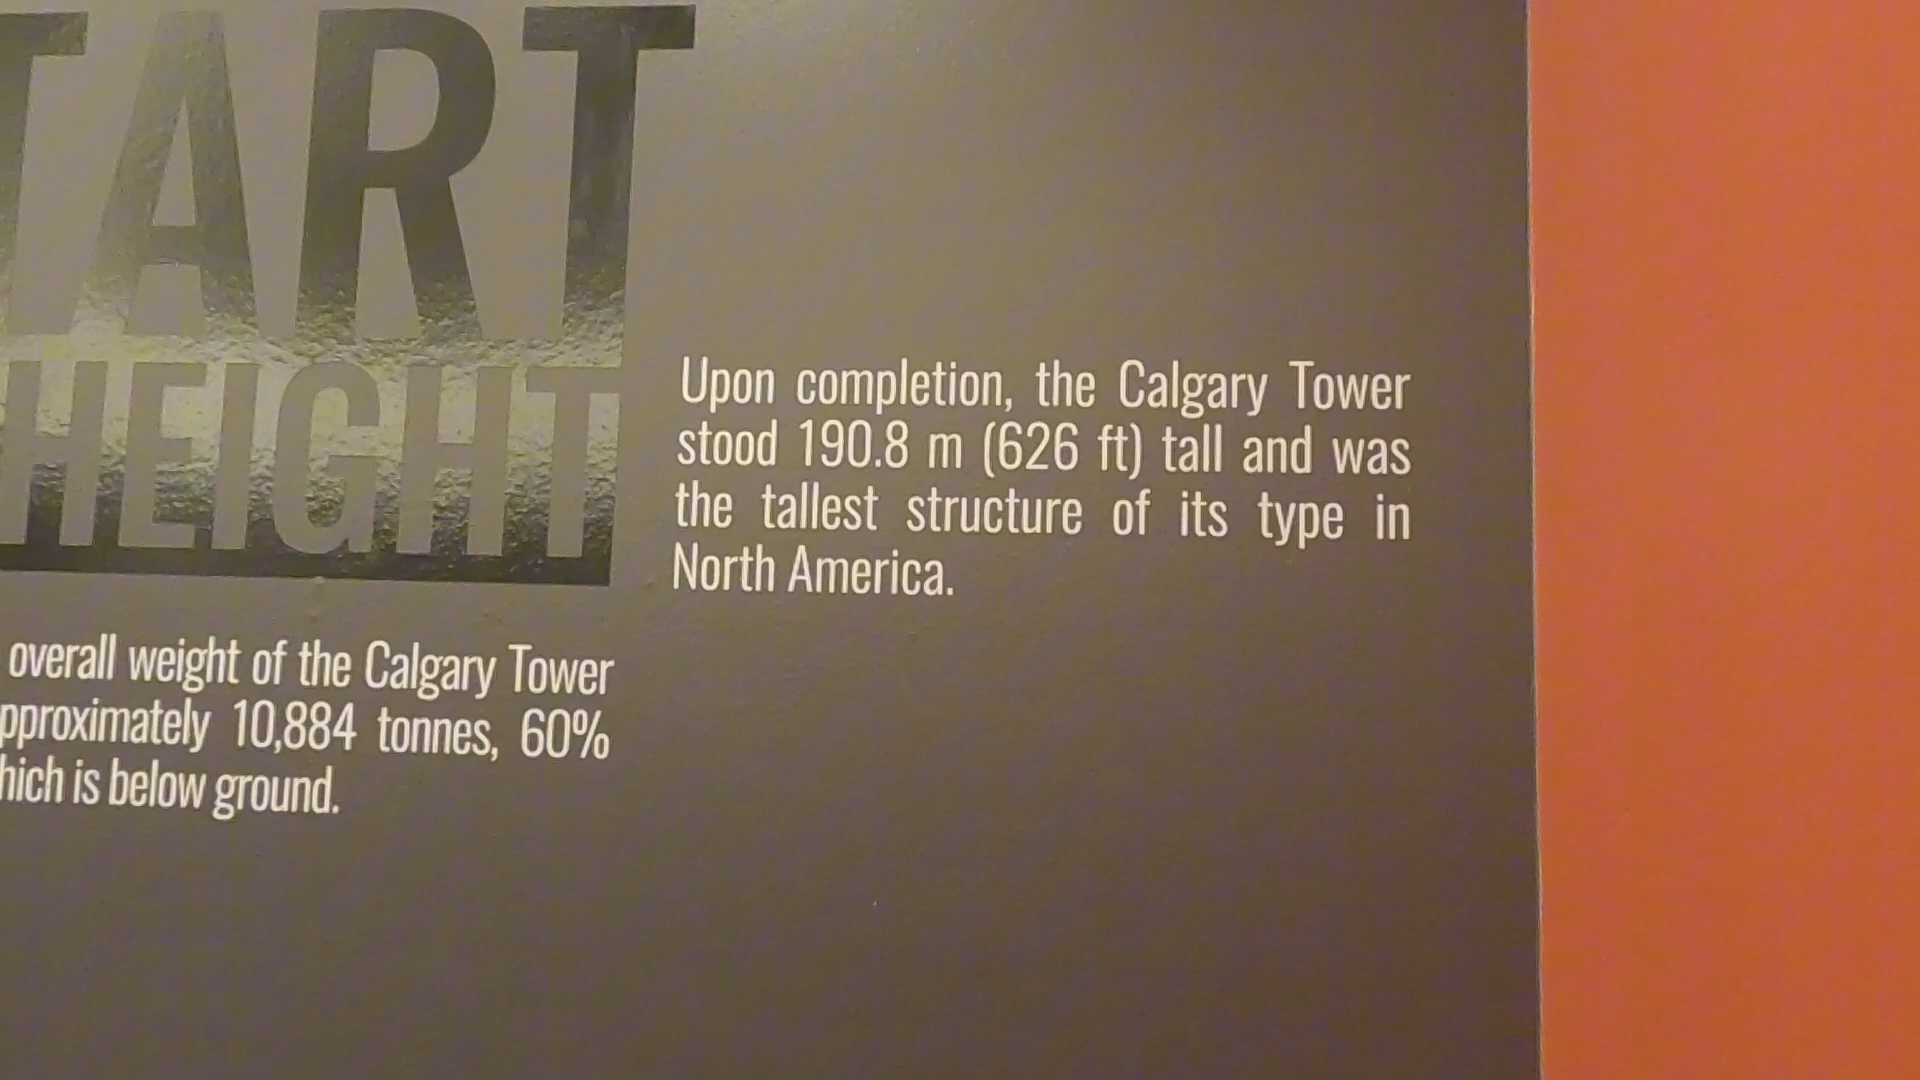 TART
HEIGHT
Upon completion, the Calgary Tower
stood 190.8 m (626 ft) tall and was
the tallest structure of its type in
North America.
overall weight of the Calgary Tower
pproximately 10,884 tonnes, 60%
hich is below ground.